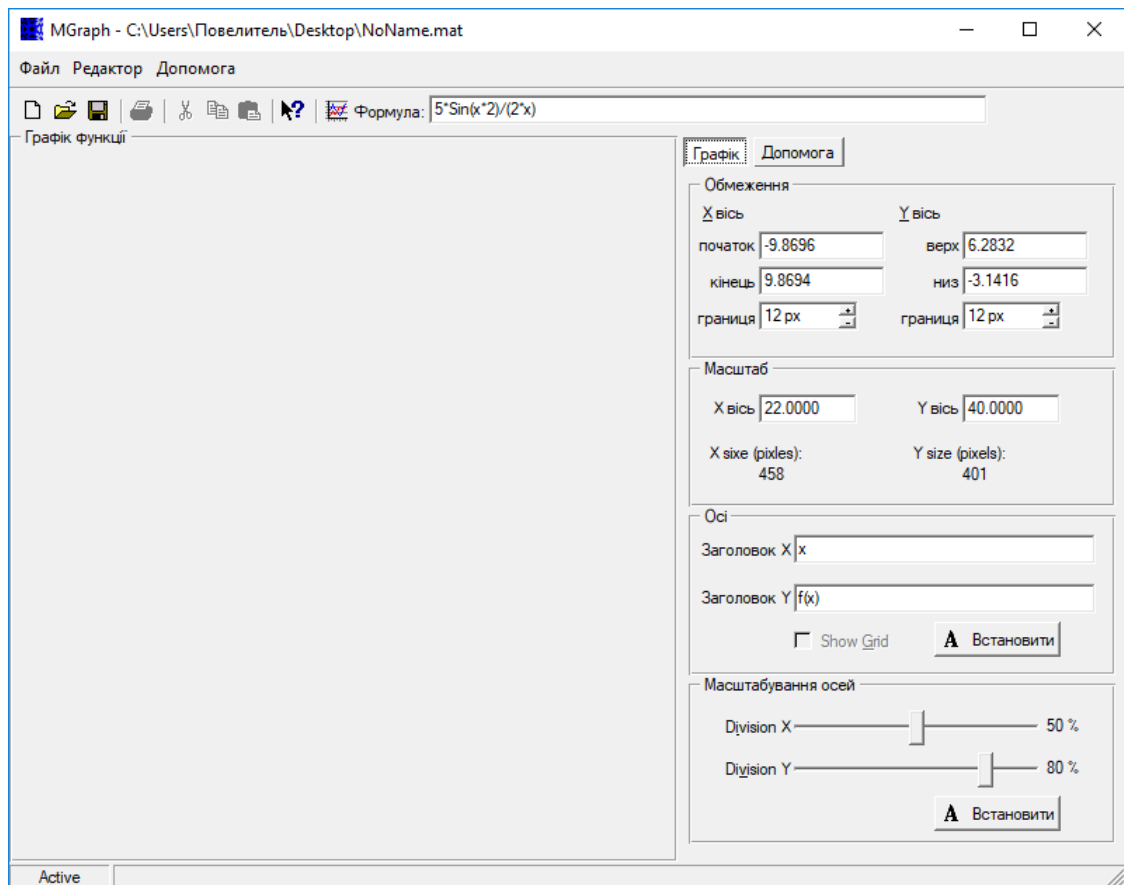 MGraph - C:\Users\Повелитель\Desktop\NoName.mat
Файл Редактор Допомога
Формула: 5*Sin(x*2)/(2*x)
Графік функції
Графік Допомога
Обмеження
X вісь Y вісь
початок -9.8696 верх 6.2832
кінець 9.8694 низ -3.1416
границя 12 px границя 12 px
Масштаб
X вісь 22.0000 Y вісь 40.0000
X sixe (pixles): Y size (pixels):
458 401
Осі
Заголовок X x
Заголовок Y f(x)
Show Grid A Встановити
Масштабування осей
Division X 50 %
Division Y 80 %
A Встановити
Active